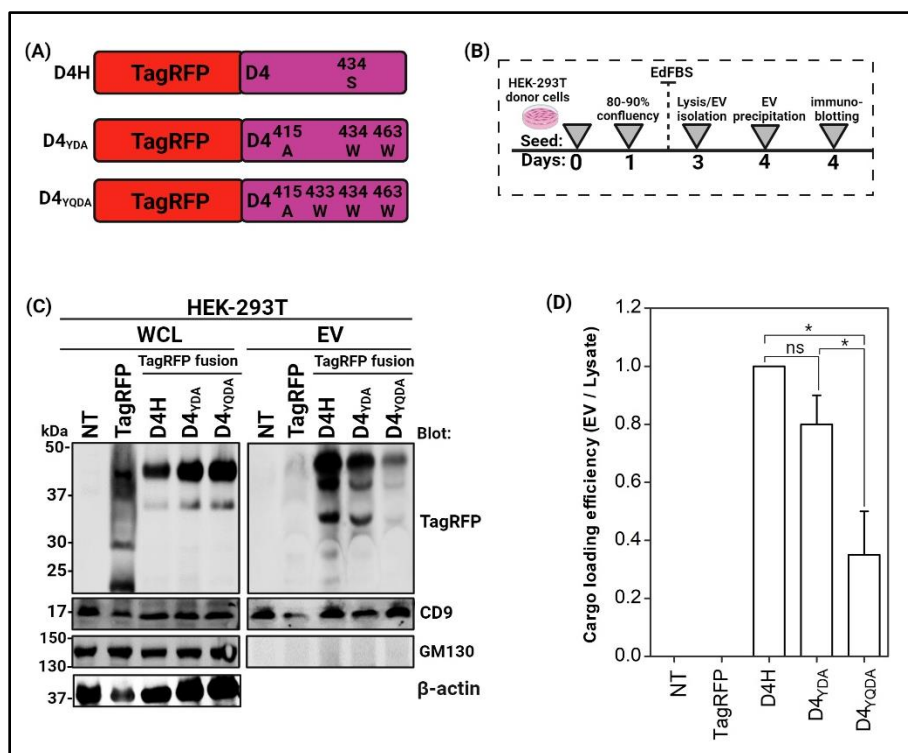 (A)
D4H TagRFP D4 434
S
D4YDA TagRFP D4 415 434 463
A W W
D4YQDA TagRFP D4 415 433 434 463
A W W W
(B)
EdFBS
HEK-293T
donor cells
80-90%
confluency
Lysis/EV
isolation
EV
precipitation
immuno-
blotting
Seed:
Days: 0 1 3 4 4
(C)
HEK-293T
WCL EV
TagRFP fusion TagRFP fusion
kDa NT TagRFP D4H D4YDA D4YQDA NT TagRFP D4H D4YDA D4YQDA Blot:
50-
37-
30-
25-
TagRFP
17- CD9
150-
130-
GM130
37- β-actin
(D)
Cargo loading efficiency (EV / Lysate)
1.2
1.0
0.8
0.6
0.4
0.2
0.0
*
ns *
NT TagRFP D4H D4YDA D4YQDA